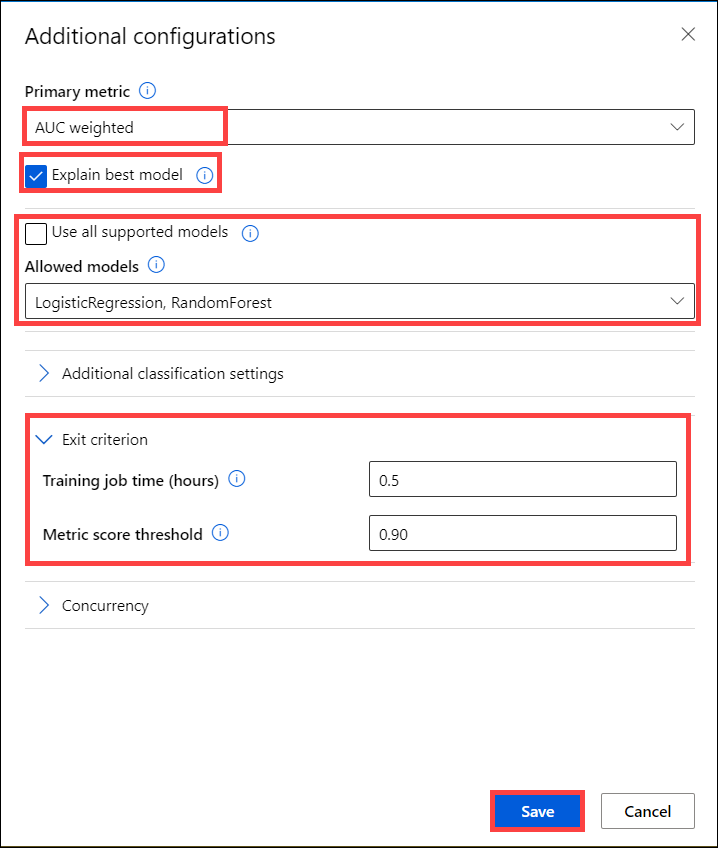 Additional configurations
Primary metric
AUC weighted
Explain best model
Use all supported models
Allowed models
LogisticRegression, RandomForest
Additional classification settings
Exit criterion
Training job time (hours)
0.5
Metric score threshold
0.90
Concurrency
Save
Cancel